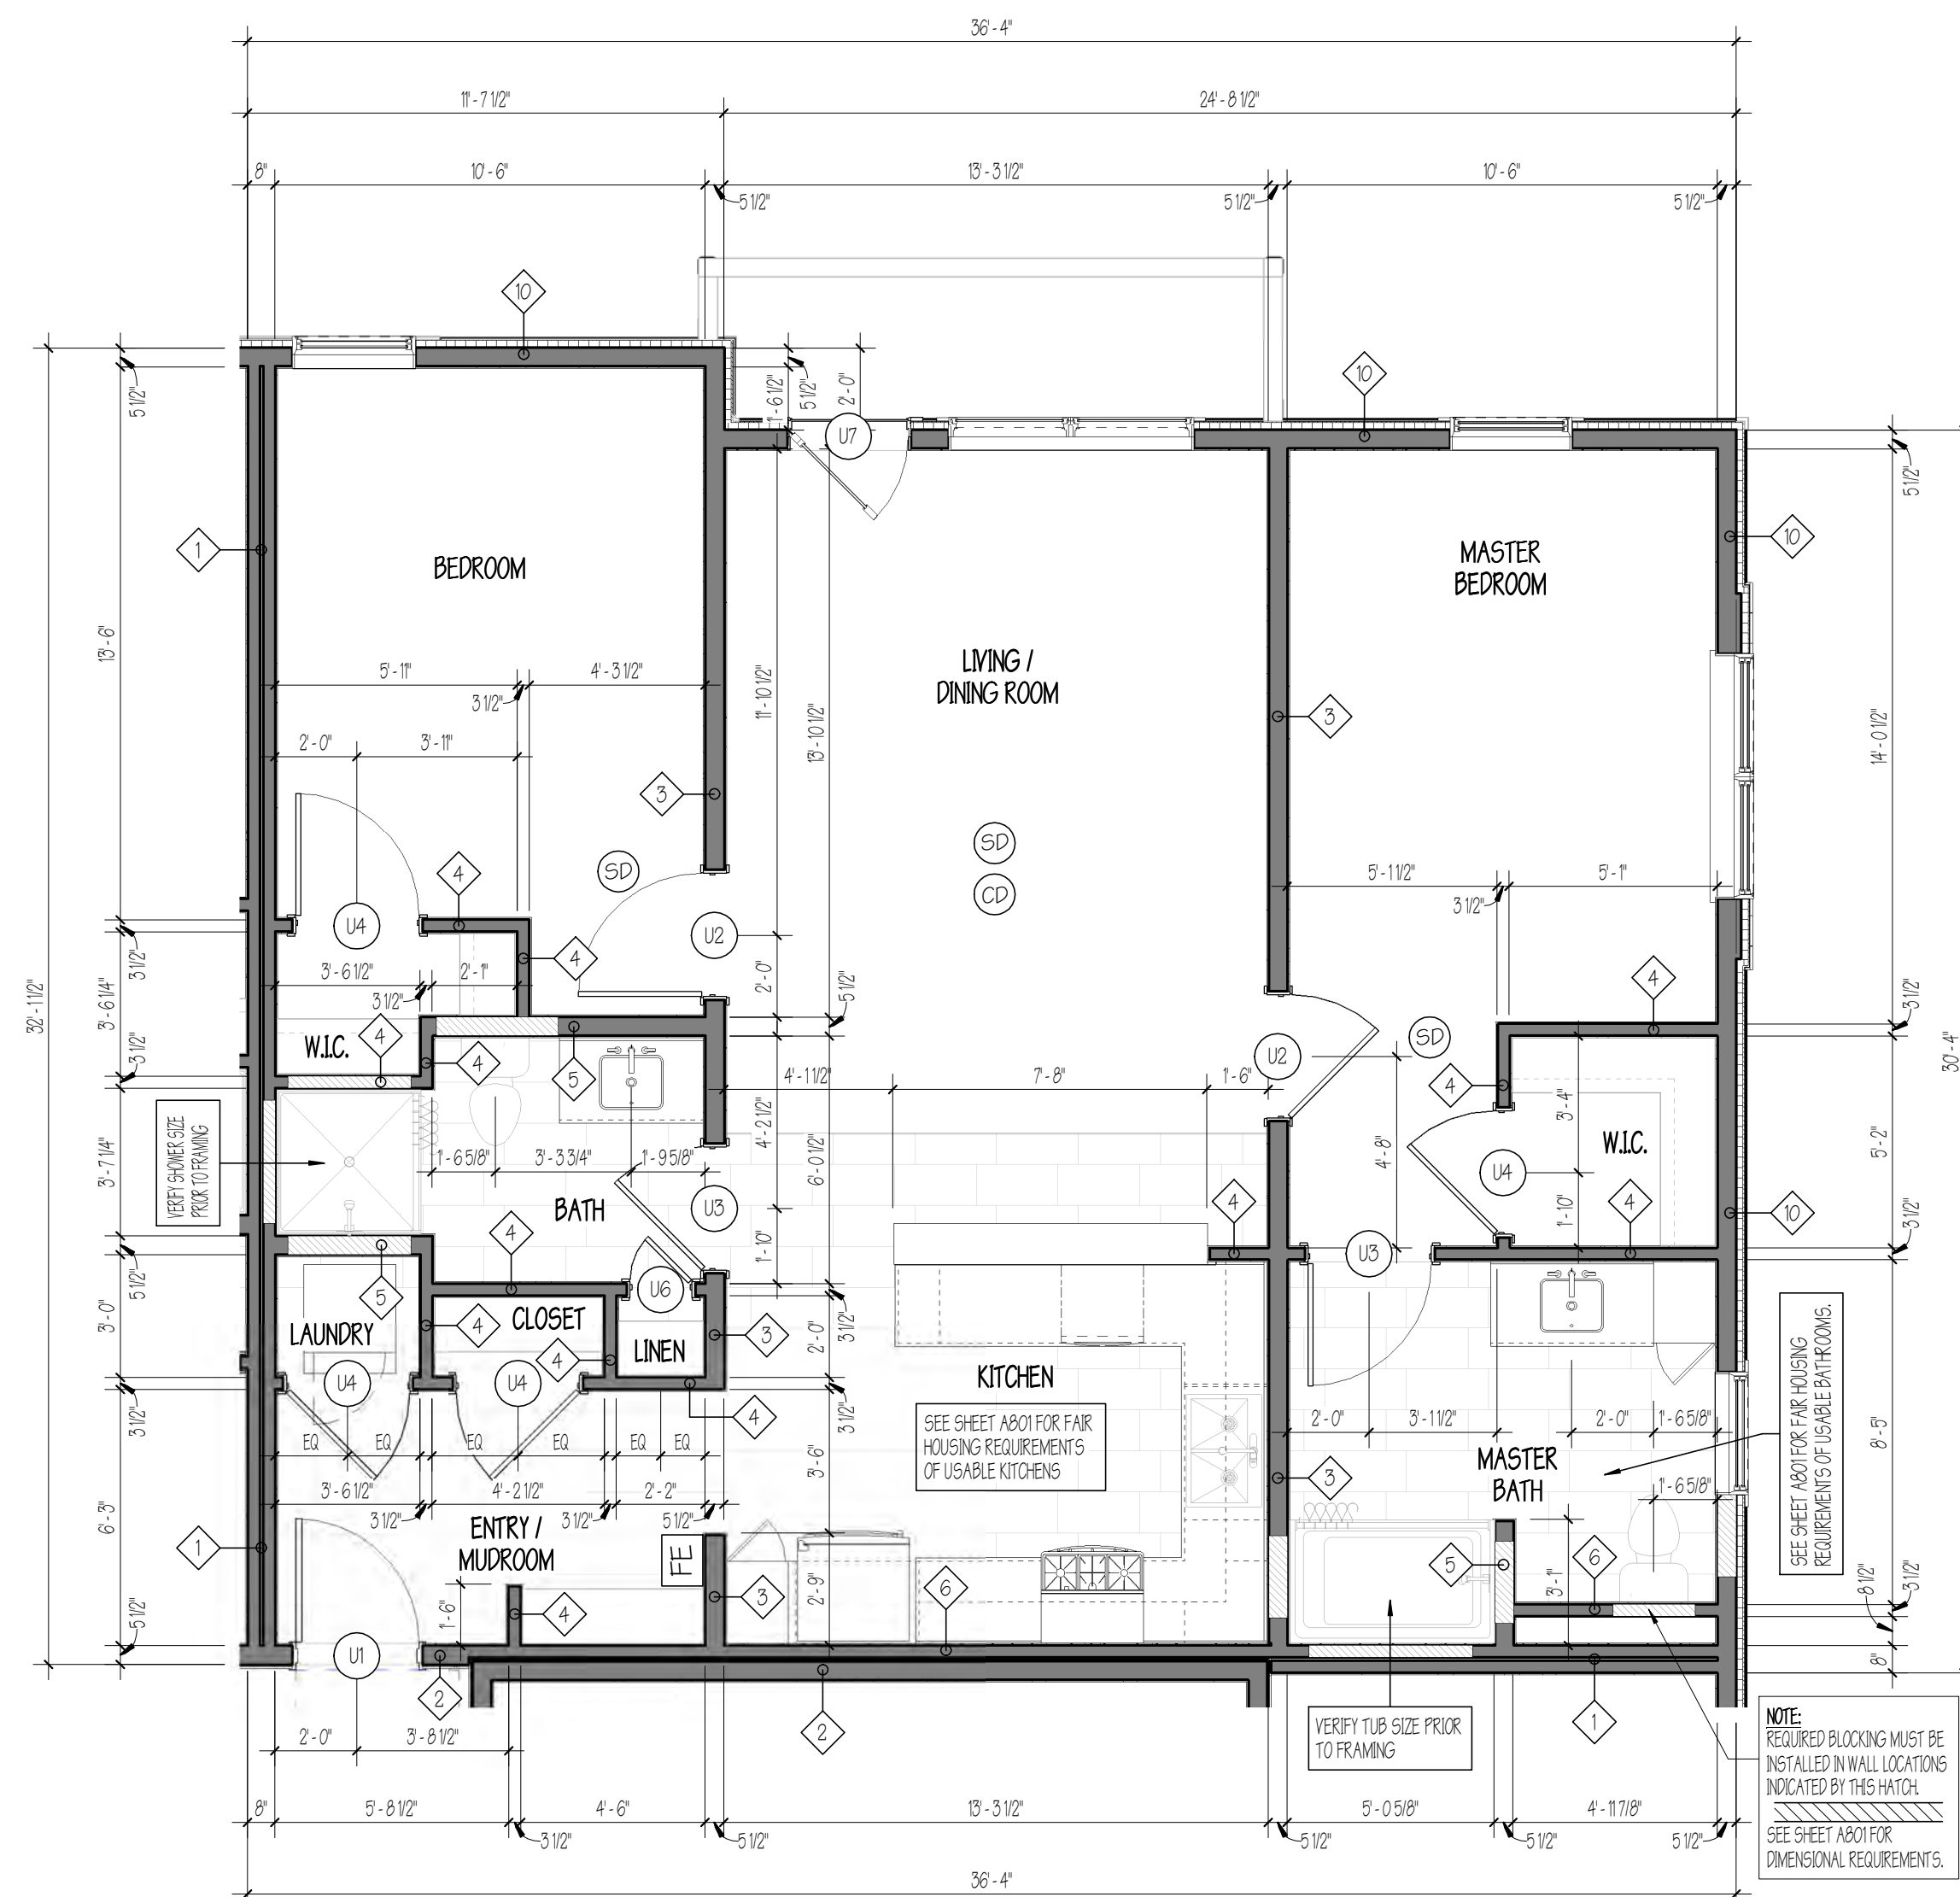 36'-4"
11'-7 1/2"
24'-8 1/2"
8"
10'-6"
13'-3 1/2"
10'-6"
5 1/2"
5 1/2"
5 1/2"
10
10
5 1/2"
1'-6 1/2"
5 1/2"
2'-0"
U7
5 1/2"
1
10
BEDROOM
MASTER
BEDROOM
13'-6"
LIVING /
DINING ROOM
5'-11"
4'-3 1/2"
3 1/2"
11'-10 1/2"
13'-10 1/2"
3
14'-0 1/2"
2'-0"
3'-11"
3
SD
CD
SD
4
5'-1 1/2"
5'-1"
3 1/2"
U4
U2
4
3 1/2"
3'-6 1/2"
2'-1"
3 1/2"
2'-0"
5 1/2"
4
3 1/2"
32'-1 1/2"
3'-6 1/4"
3 1/2"
W.I.C.
4
4
5
SD
U2
30'-4"
4'-1 1/2"
7'-8"
1'-6"
4
3'-4"
VERIFY SHOWER SIZE
PRIOR TO FRAMING
3'-7 1/4"
4'-2 1/2"
6'-0 1/2"
4'-8"
W.I.C.
5'-2"
1'-6 5/8"
3'-3 3/4"
1'-9 5/8"
U4
BATH
U3
4
4
10
1'-10"
1'-10"
3 1/2"
4
U3
5 1/2"
5
U6
3'-0"
LAUNDRY
4
CLOSET
4
LINEN
3
2'-0"
3 1/2"
KITCHEN
U4
U4
3 1/2"
4
3 1/2"
SEE SHEET A801 FOR FAIR
HOUSING REQUIREMENTS
OF USABLE KITCHENS
2'-0"
3'-1 1/2"
2'-0"
1'-6 5/8"
SEE SHEET A801 FOR FAIR HOUSING
REQUIREMENTS OF USABLE BATHROOMS.
8'-5"
EQ
EQ
EQ
EQ
EQ
EQ
3'-6"
MASTER
BATH
3
1'-6 5/8"
3'-6 1/2"
4'-2 1/2"
2'-2"
3 1/2"
3 1/2"
5 1/2"
6'-3"
ENTRY /
MUDROOM
FE
1
5
6
3'-1"
3 1/2"
8 1/2"
2'-9"
6
3
4
1'-6"
5 1/2"
8"
U1
2
2
1
2'-0"
3'-8 1/2"
VERIFY TUB SIZE PRIOR
TO FRAMING
NOTE:
REQUIRED BLOCKING MUST BE
INSTALLED IN WALL LOCATIONS
INDICATED BY THIS HATCH.
SEE SHEET A801 FOR
DIMENSIONAL REQUIREMENTS.
8"
5'-8 1/2"
4'-6"
13'-3 1/2"
5'-0 5/8"
4'-11 7/8"
3 1/2"
5 1/2"
5 1/2"
5 1/2"
5 1/2"
36'-4"